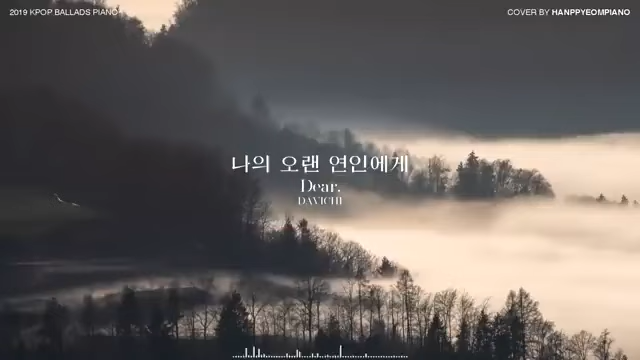 2019 KPOP BALLADS PIANO
COVER BY HANPPYEOMPIANO
나의 오랜 연인에게
Dear.
DAVICHI